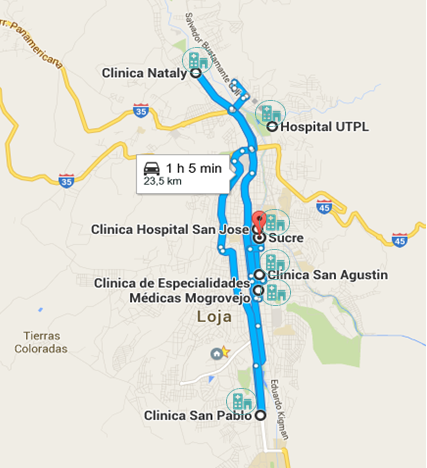 Salvador Bustamante Celi
Panamericana
Clinica Nataly
35
Hospital UTPL
1 h 5 min
23,5 km
35
45
Clinica Hospital San Jose
Sucre
45
Clinica San Agustin
Clinica de Especialidades
Médicas Mogrovejo
Loja
Tierras
Coloradas
Eduardo Kigman
Clinica San Pablo